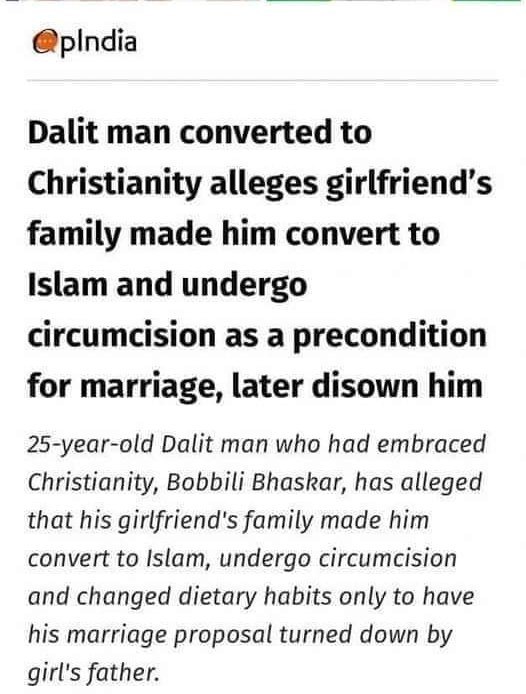 OpIndia
Dalit man converted to
Christianity alleges girlfriend's
family made him convert to
Islam and undergo
circumcision as a precondition
for marriage, later disown him
25-year-old Dalit man who had embraced
Christianity, Bobbili Bhaskar, has alleged
that his girlfriend's family made him
convert to Islam, undergo circumcision
and changed dietary habits only to have
his marriage proposal turned down by
girl's father.